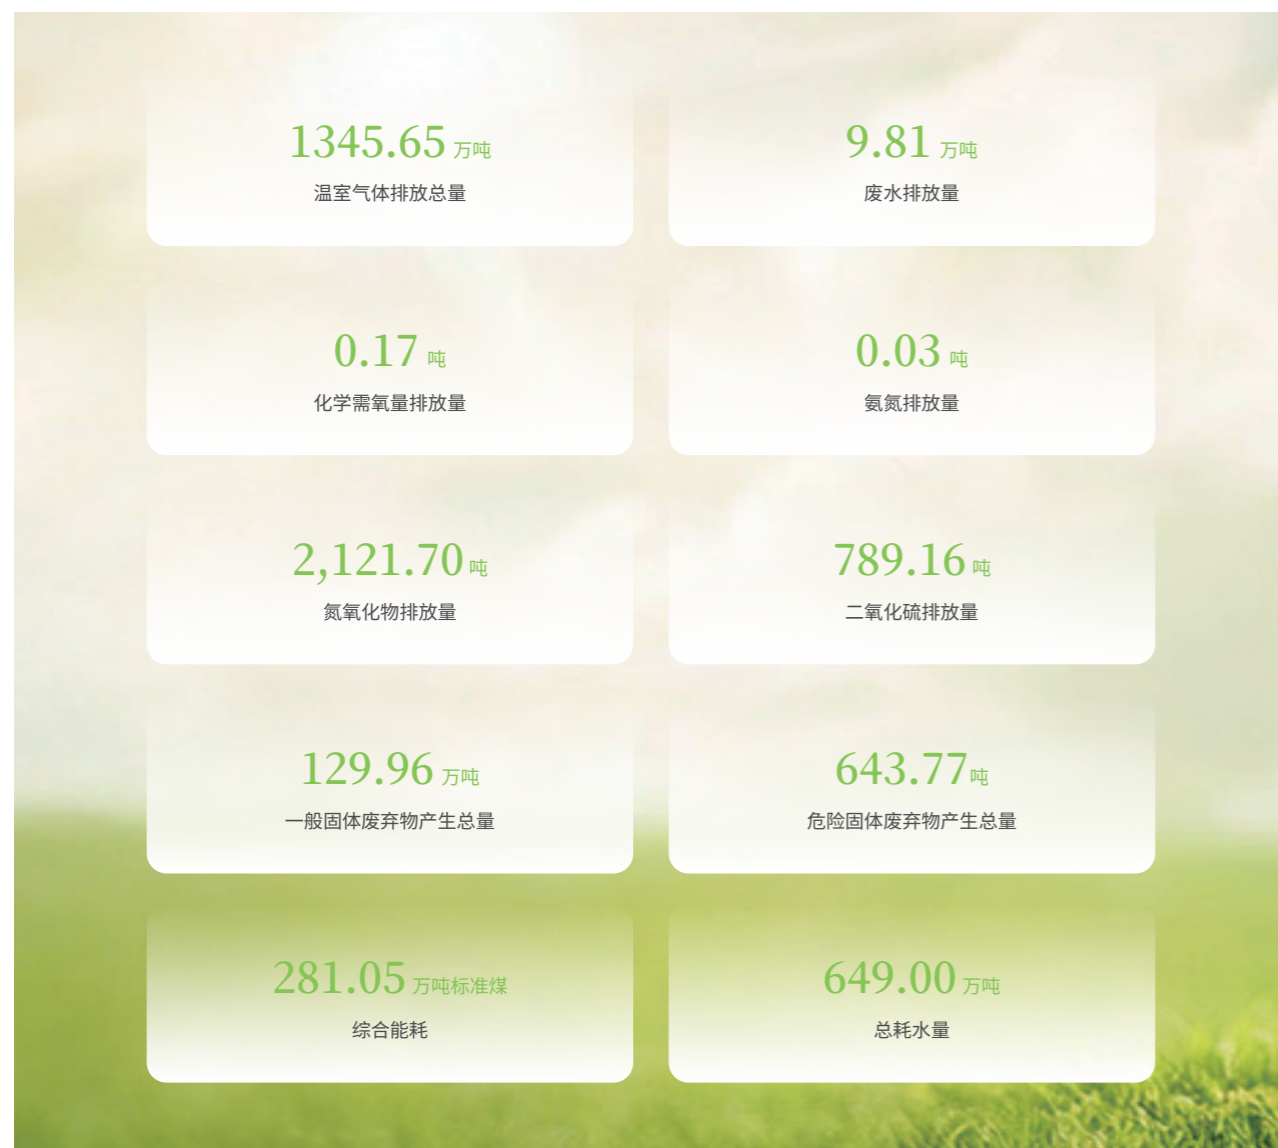 1345.65 万吨
温室气体排放总量
9.81 万吨
废水排放量
0.17 吨
化学需氧量排放量
0.03 吨
氨氮排放量
2,121.70 吨
氮氧化物排放量
789.16 吨
二氧化硫排放量
129.96 万吨
一般固体废弃物产生总量
643.77吨
危险固体废弃物产生总量
281.05 万吨标准煤
综合能耗
649.00 万吨
总耗水量